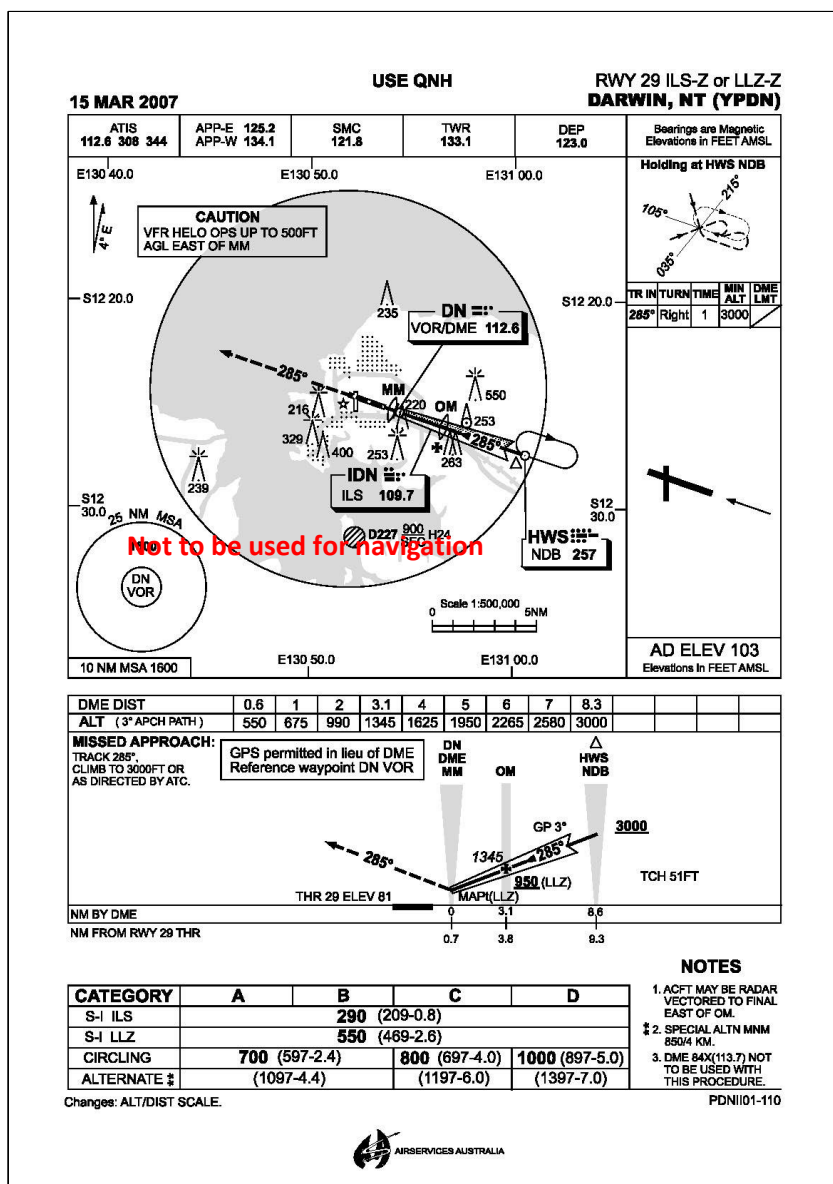 USE QNH
RWY 29 ILS-Z or LLZ-Z
15 MAR 2007
DARWIN, NT (YPDN)
ATIS
112.6 308 344
APP-E 125.2
APP-W 134.1
SMC
121.8
TWR
133.1
DEP
123.0
Bearings are Magnetic
Elevations in FEET AMSL
E130 40.0
E130 50.0
E131 00.0
Holding at HWS NDB
215°
105°
035°
4° E
CAUTION
VFR HELO OPS UP TO 500FT
AGL EAST OF MM
TR IN TURN TIME MIN ALT DME LMT
285° Right 1 3000
S12 20.0
S12 20.0
235
DN
VOR/DME 112.6
285°
MM
OM
550
216
220
253
329
400
253
263
285°
239
IDN
ILS 109.7
S12
30.0
S12
30.0
25 NM MSA
1600
DN
VOR
D227 900
SFC H24
Not to be used for navigation
HWS
NDB 257
Scale 1:500,000
0 5NM
10 NM MSA 1600
E130 50.0
E131 00.0
AD ELEV 103
Elevations in FEET AMSL
DME DIST 0.6 1 2 3.1 4 5 6 7 8.3
ALT (3° APCH PATH) 550 675 990 1345 1625 1950 2265 2580 3000
MISSED APPROACH:
TRACK 285°,
CLIMB TO 3000FT OR
AS DIRECTED BY ATC.
GPS permitted in lieu of DME
Reference waypoint DN VOR
DN
DME
MM
OM
HWS
NDB
GP 3°
3000
285°
1345
285°
950 (LLZ)
TCH 51FT
THR 29 ELEV 81
MAPt(LLZ)
NM BY DME 0 3.1 8.6
NM FROM RWY 29 THR 0.7 3.8 9.3
CATEGORY A B C D
S-I ILS 290 (209-0.8)
S-I LLZ 550 (469-2.6)
CIRCLING 700 (597-2.4) 800 (697-4.0) 1000 (897-5.0)
ALTERNATE ‡ (1097-4.4) (1197-6.0) (1397-7.0)
NOTES
1. ACFT MAY BE RADAR
VECTORED TO FINAL
EAST OF OM.
‡ 2. SPECIAL ALTN MNM
850/4 KM.
3. DME 84X(113.7) NOT
TO BE USED WITH
THIS PROCEDURE.
Changes: ALT/DIST SCALE.
PDNII01-110
AIRSERVICES AUSTRALIA